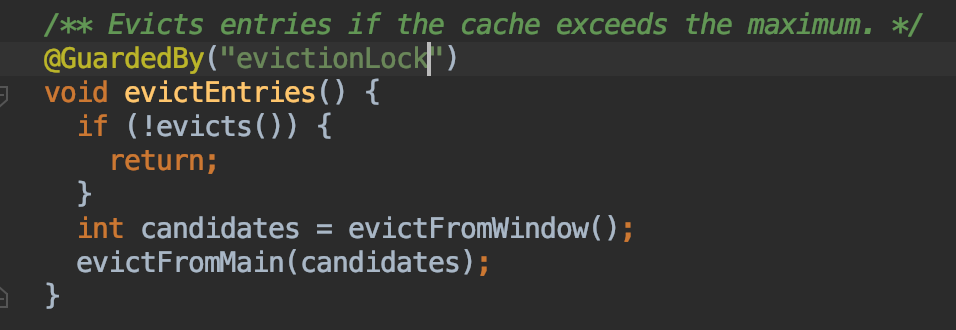 /** Evicts entries if the cache exceeds the maximum. */
@GuardedBy("evictionLock")
void evictEntries() {
  if (!evicts()) {
    return;
  }
  int candidates = evictFromWindow();
  evictFromMain(candidates);
}